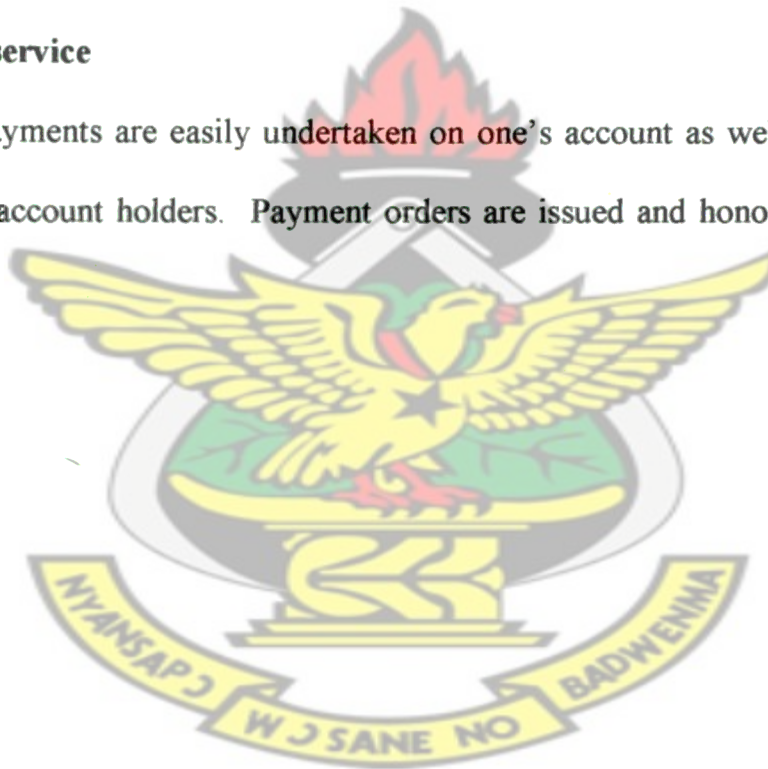 service
yments are easily undertaken on one's account as we
account holders. Payment orders are issued and hono
NYANSAPƆ
WƆSANE NO
BADWENMA